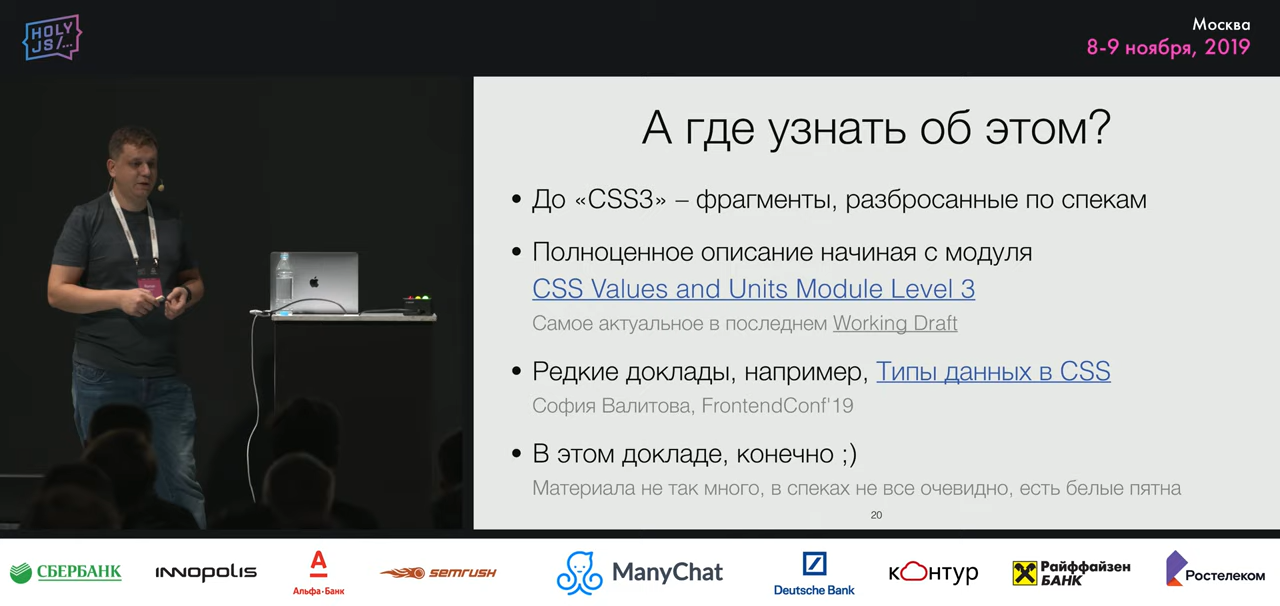 HOLY
JS/...
Москва
8-9 ноября, 2019
А где узнать об этом?
• До «CSS3» – фрагменты, разбросанные по спекам
• Полноценное описание начиная с модуля
CSS Values and Units Module Level 3
Самое актуальное в последнем Working Draft
• Редкие доклады, например, Типы данных в CSS
София Валитова, FrontendConf'19
• В этом докладе, конечно ;)
Материала не так много, в спеках не все очевидно, есть белые пятна
20
СБЕРБАНК
INNOPOLIS
А
Альфа·Банк
SEMRUSH
ManyChat
Deutsche Bank
кОнтур
Райффайзен
БАНК
Ростелеком